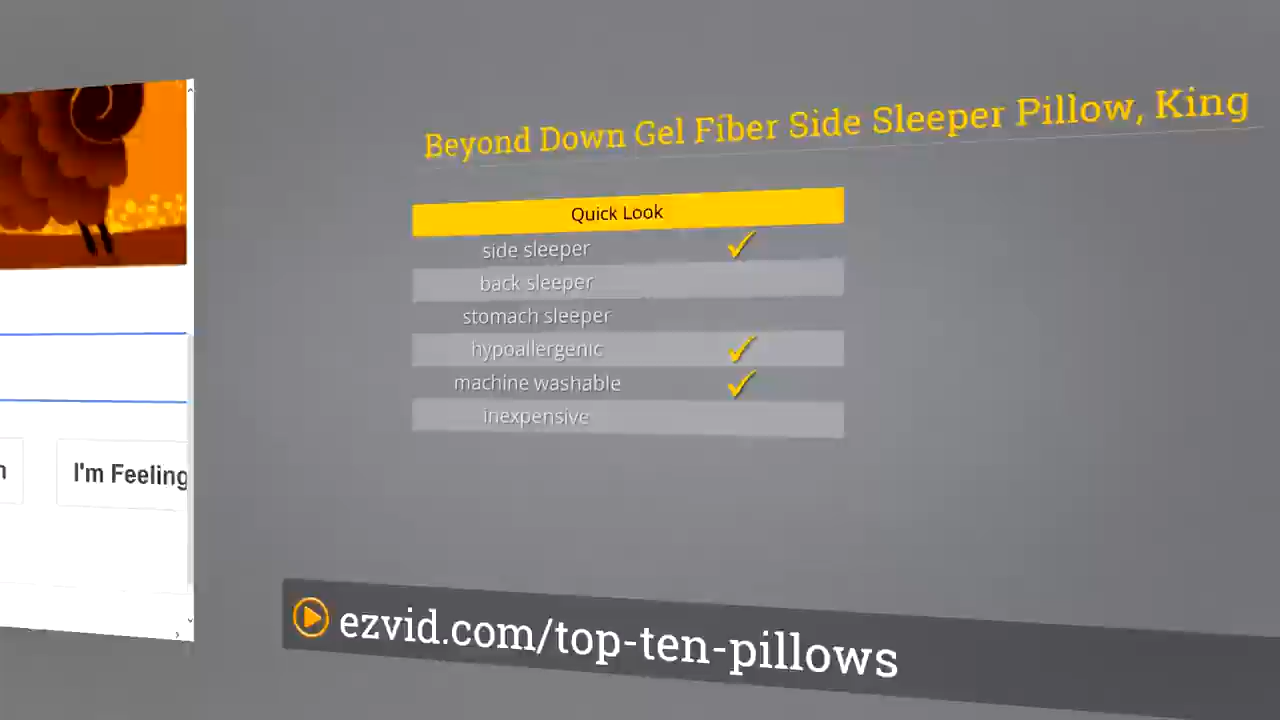 Beyond Down Gel Fiber Side Sleeper Pillow, King
Quick Look
side sleeper
back sleeper
stomach sleeper
hypoallergenic
machine washable
inexpensive
I'm Feeling
ezvid.com/top-ten-pillows